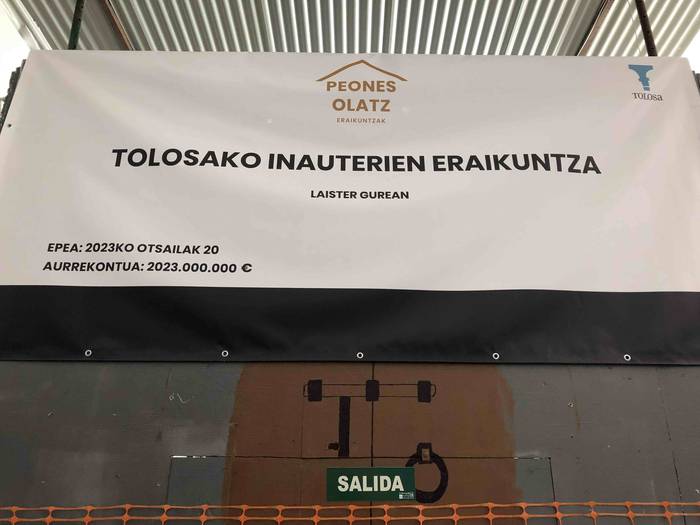 PEONES
OLATZ
ERAIKUNTZAK
TOLOSA
TOLOSAKO INAUTERIEN ERAIKUNTZA
LAISTER GUREAN
EPEA: 2023KO OTSAILAK 20
AURREKONTUA: 2023.000.000 €
SALIDA